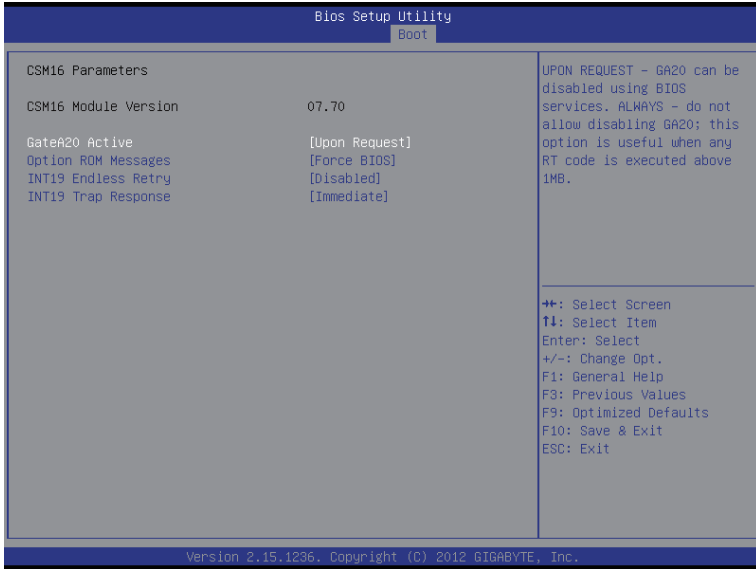 Bios Setup Utility
Boot
CSM16 Parameters
CSM16 Module Version 07.70
GateA20 Active [Upon Request]
Option ROM Messages [Force BIOS]
INT19 Endless Retry [Disabled]
INT19 Trap Response [Immediate]
UPON REQUEST – GA20 can be
disabled using BIOS
services. ALWAYS – do not
allow disabling GA20; this
option is useful when any
RT code is executed above
1MB.
→←: Select Screen
↑↓: Select Item
Enter: Select
+/-: Change Opt.
F1: General Help
F3: Previous Values
F9: Optimized Defaults
F10: Save & Exit
ESC: Exit
Version 2.15.1236. Copyright (C) 2012 GIGABYTE, Inc.